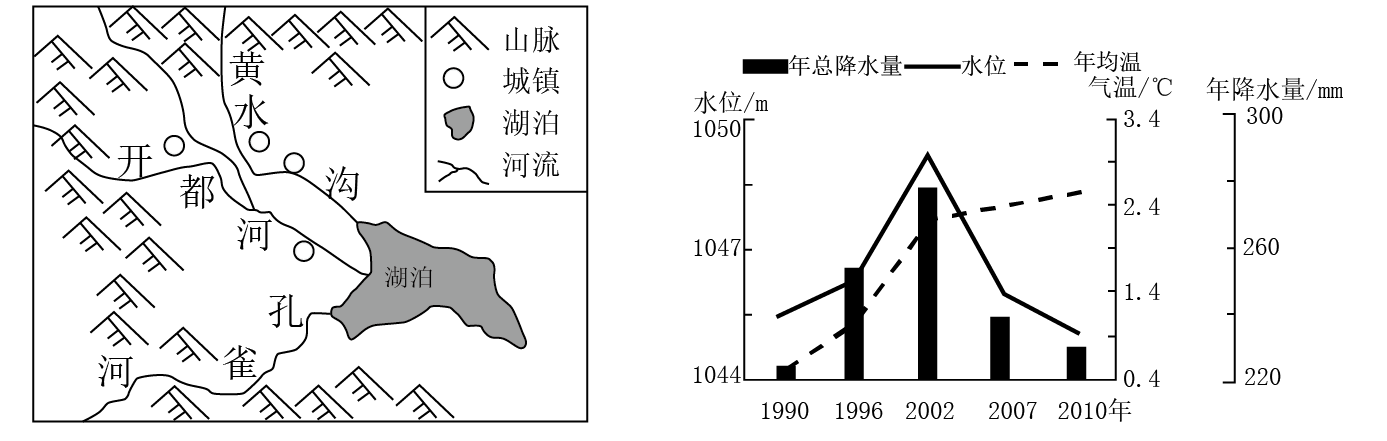 山脉
城镇
湖泊
河流
黄
水
沟
开
都
河
湖泊
孔
雀
河
年总降水量 水位 年均温
水位/m 气温/℃ 年降水量/mm
1050 3.4 300
2.4
1047 260
1.4
1044 0.4 220
1990 1996 2002 2007 2010年